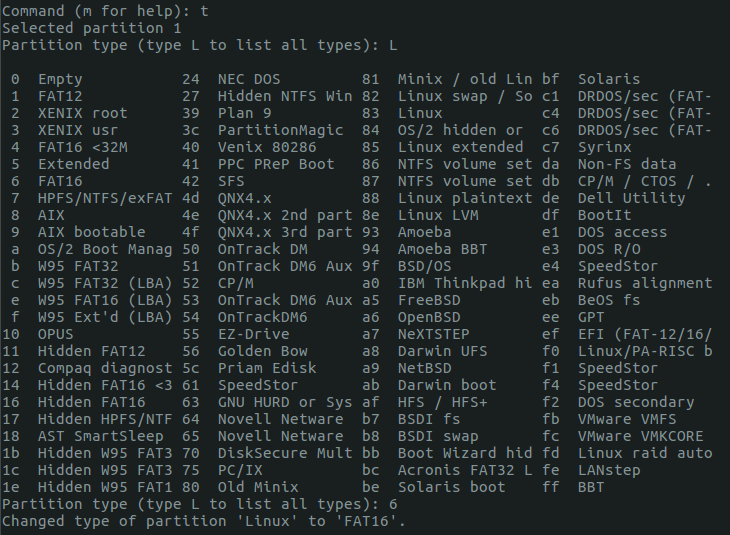 Command (m for help): t
Selected partition 1
Partition type (type L to list all types): L
 0  Empty           24  NEC DOS         81  Minix / old Lin bf  Solaris
 1  FAT12           27  Hidden NTFS Win 82  Linux swap / So c1  DRDOS/sec (FAT-
 2  XENIX root      39  Plan 9          83  Linux           c4  DRDOS/sec (FAT-
 3  XENIX usr       3c  PartitionMagic  84  OS/2 hidden or  c6  DRDOS/sec (FAT-
 4  FAT16 <32M      40  Venix 80286     85  Linux extended  c7  Syrinx
 5  Extended        41  PPC PReP Boot   86  NTFS volume set da  Non-FS data
 6  FAT16           42  SFS             87  NTFS volume set db  CP/M / CTOS / .
 7  HPFS/NTFS/exFAT 4d  QNX4.x          88  Linux plaintext de  Dell Utility
 8  AIX             4e  QNX4.x 2nd part 8e  Linux LVM       df  BootIt
 9  AIX bootable    4f  QNX4.x 3rd part 93  Amoeba          e1  DOS access
 a  OS/2 Boot Manag 50  OnTrack DM      94  Amoeba BBT      e3  DOS R/O
 b  W95 FAT32       51  OnTrack DM6 Aux 9f  BSD/OS          e4  SpeedStor
 c  W95 FAT32 (LBA) 52  CP/M            a0  IBM Thinkpad hi ea  Rufus alignment
 e  W95 FAT16 (LBA) 53  OnTrack DM6 Aux a5  FreeBSD         eb  BeOS fs
 f  W95 Ext'd (LBA) 54  OnTrackDM6      a6  OpenBSD         ee  GPT
10  OPUS            55  EZ-Drive        a7  NeXTSTEP        ef  EFI (FAT-12/16/
11  Hidden FAT12    56  Golden Bow      a8  Darwin UFS      f0  Linux/PA-RISC b
12  Compaq diagnost 5c  Priam Edisk     a9  NetBSD          f1  SpeedStor
14  Hidden FAT16 <3 61  SpeedStor       ab  Darwin boot     f4  SpeedStor
16  Hidden FAT16    63  GNU HURD or Sys af  HFS / HFS+      f2  DOS secondary
17  Hidden HPFS/NTF 64  Novell Netware  b7  BSDI fs         fb  VMware VMFS
18  AST SmartSleep  65  Novell Netware  b8  BSDI swap       fc  VMware VMKCORE
1b  Hidden W95 FAT3 70  DiskSecure Mult bb  Boot Wizard hid fd  Linux raid auto
1c  Hidden W95 FAT3 75  PC/IX           bc  Acronis FAT32 L fe  LANstep
1e  Hidden W95 FAT1 80  Old Minix       be  Solaris boot    ff  BBT
Partition type (type L to list all types): 6
Changed type of partition 'Linux' to 'FAT16'.